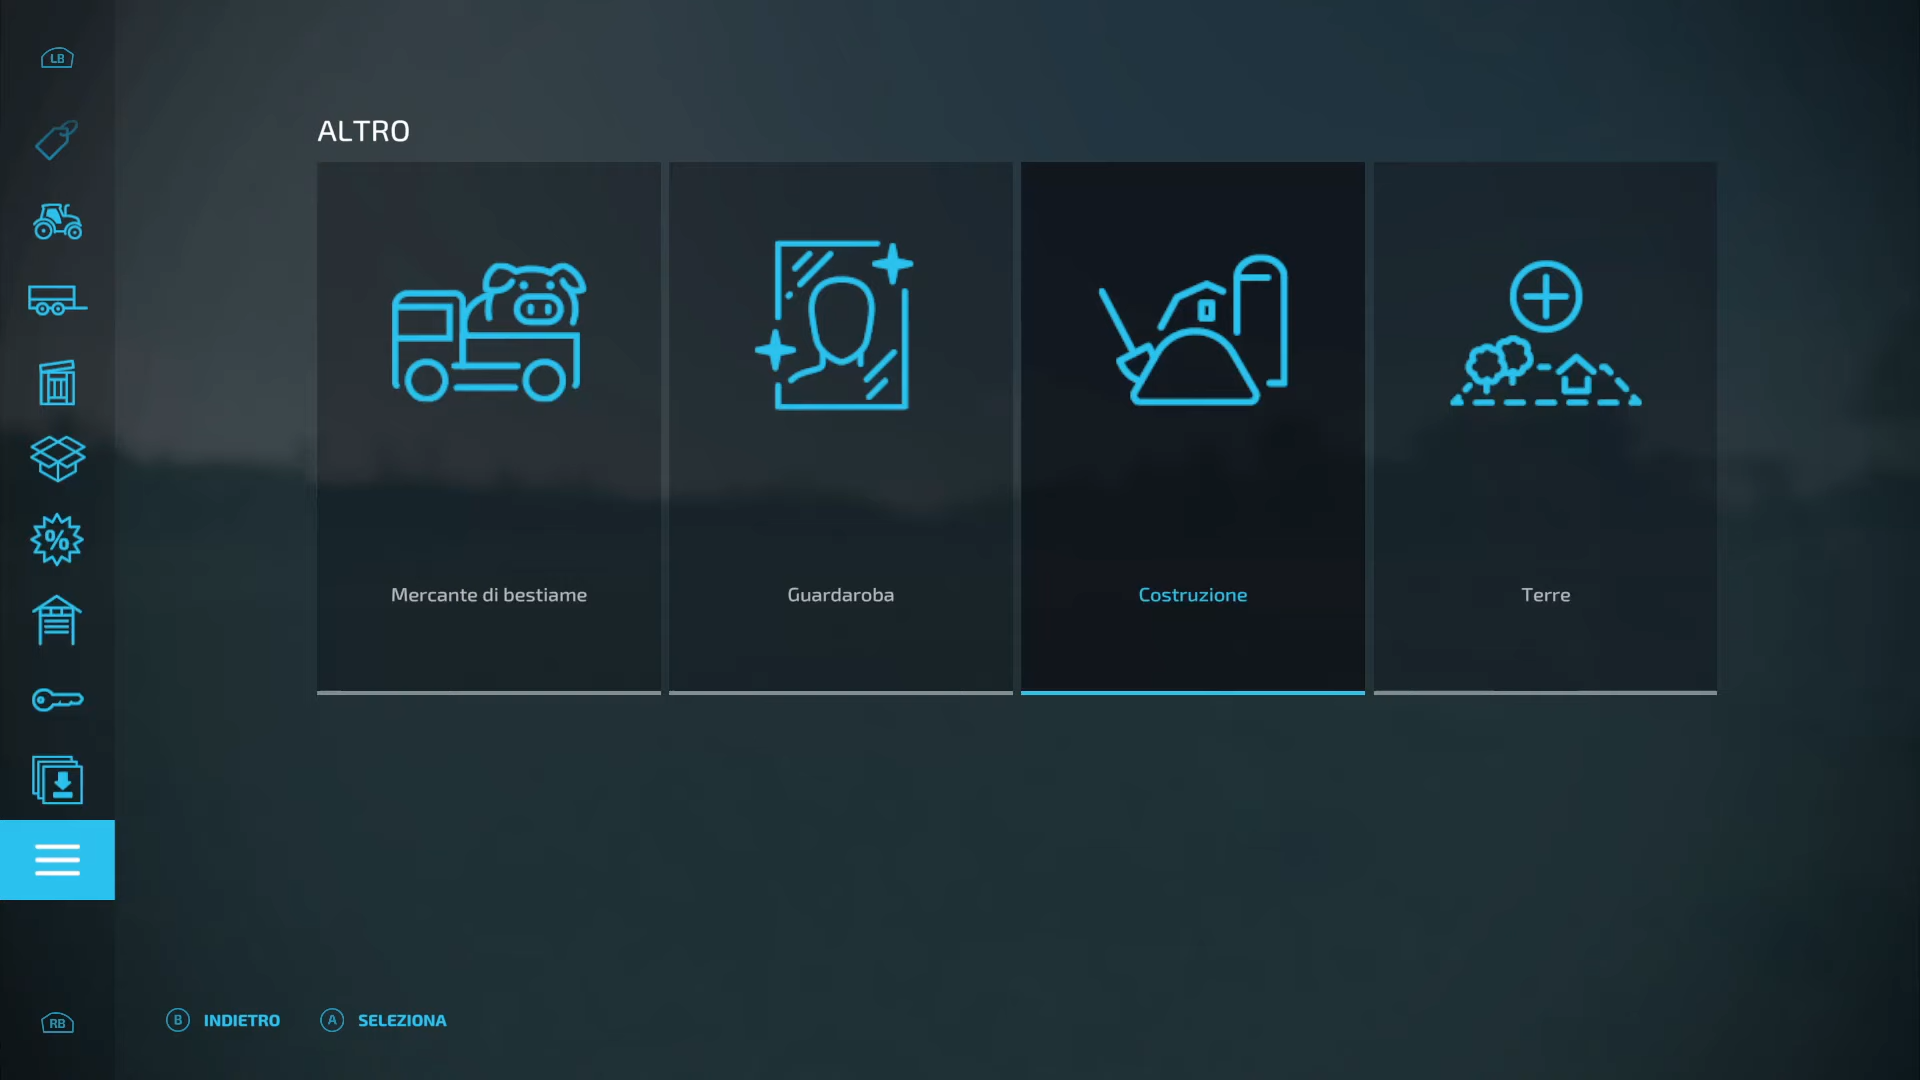 LB
ALTRO
%
Mercante di bestiame
Guardaroba
Costruzione
Terre
RB
B INDIETRO
A SELEZIONA